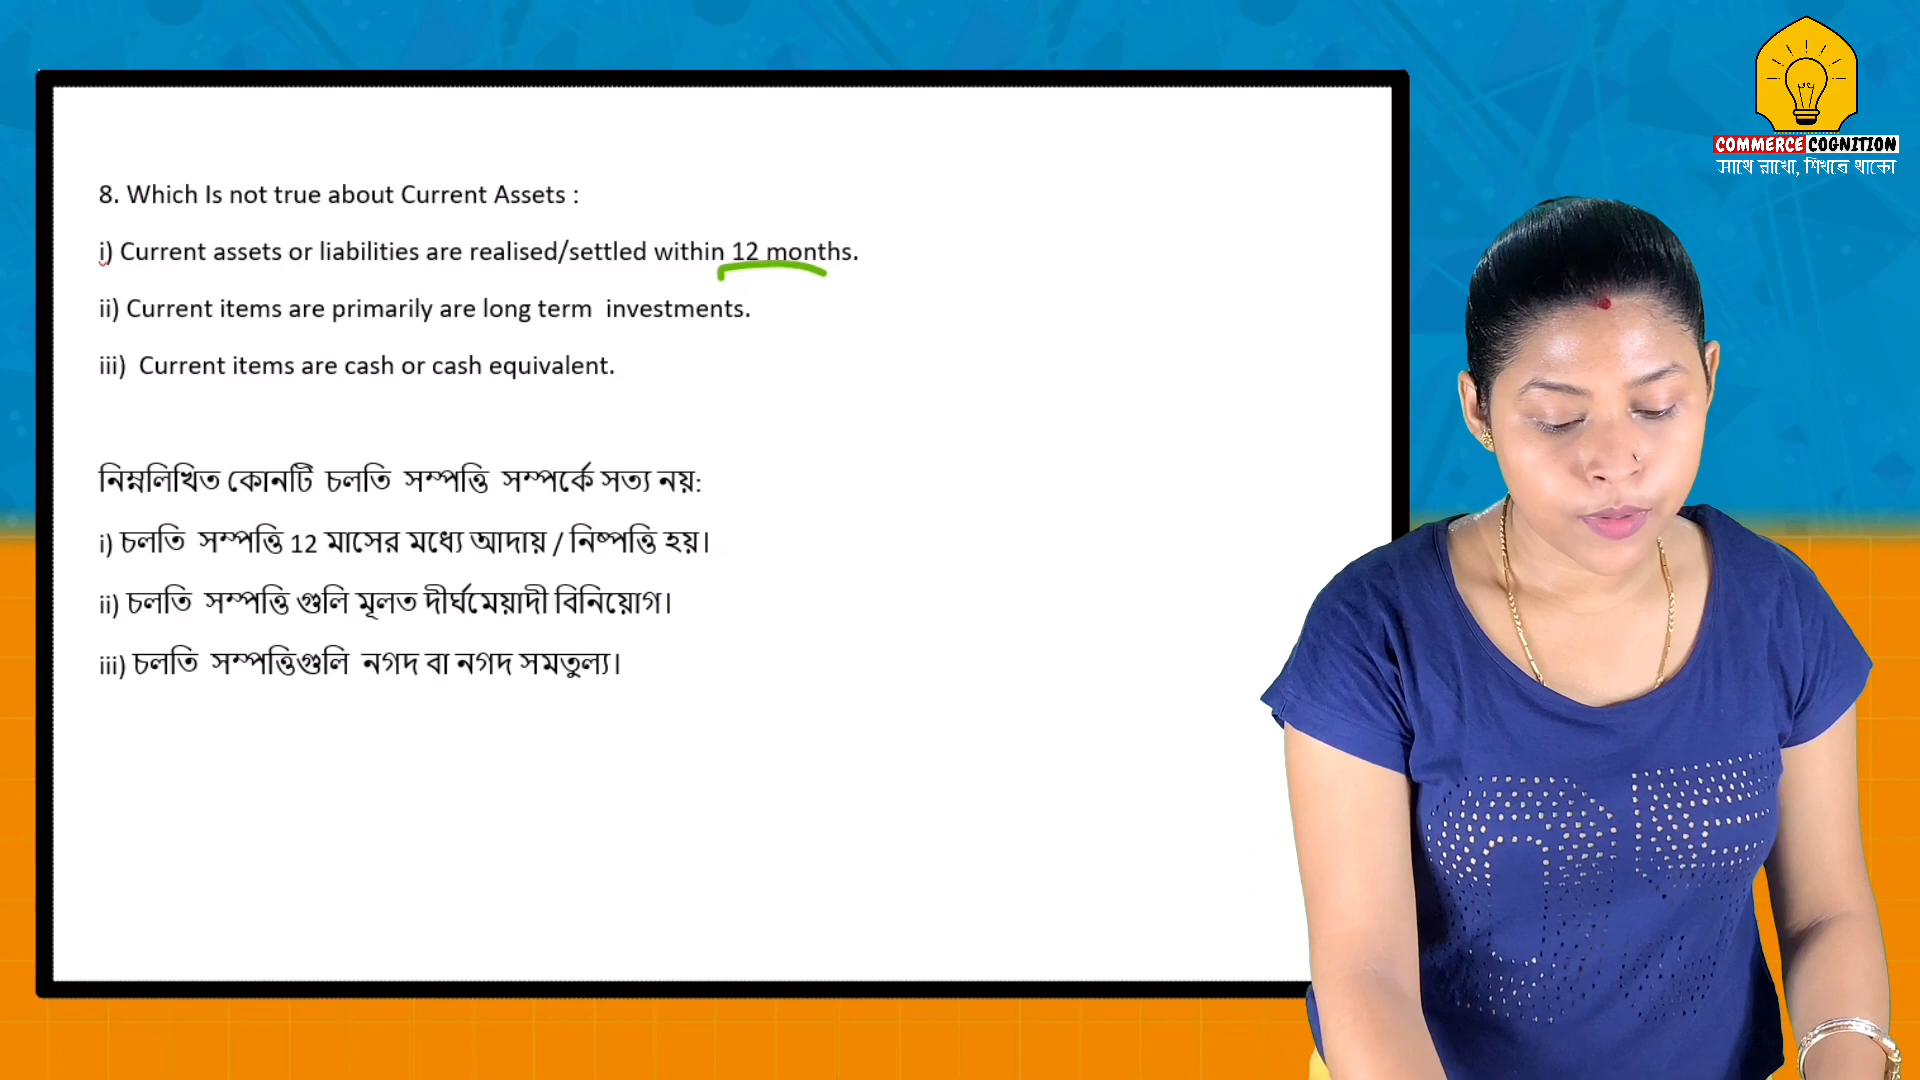 COMMERCE COGNITION
সাথে রাখো, শিখতে থাকো
8. Which Is not true about Current Assets :
i) Current assets or liabilities are realised/settled within 12 months.
ii) Current items are primarily are long term investments.
iii) Current items are cash or cash equivalent.
নিম্নলিখিত কোনটি চলতি সম্পত্তি সম্পর্কে সত্য নয়:
i) চলতি সম্পত্তি 12 মাসের মধ্যে আদায় / নিষ্পত্তি হয়।
ii) চলতি সম্পত্তি গুলি মূলত দীর্ঘমেয়াদী বিনিয়োগ।
iii) চলতি সম্পত্তিগুলি নগদ বা নগদ সমতুল্য।